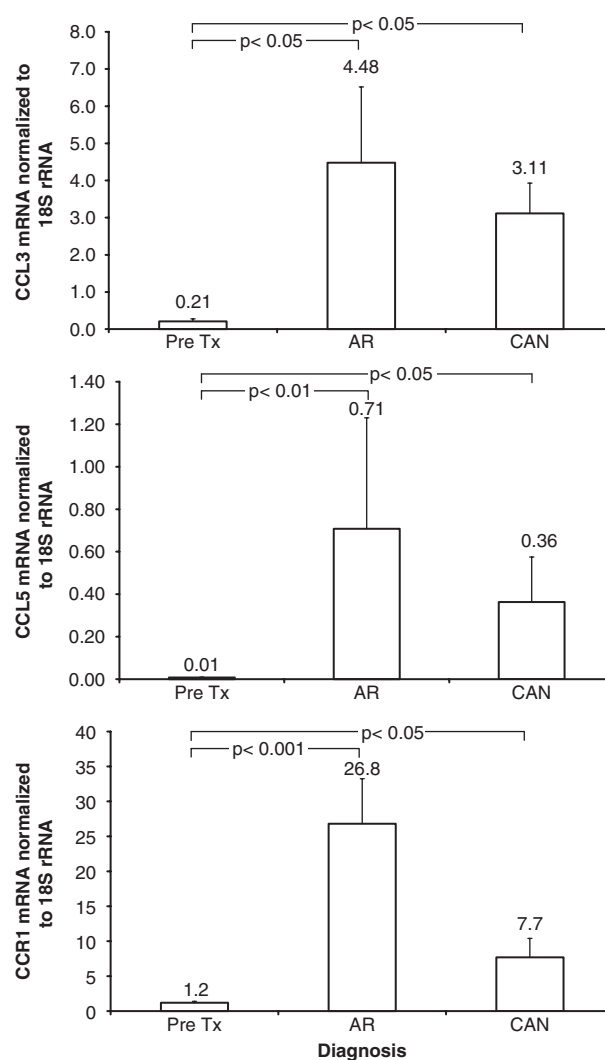 p< 0.05
p< 0.05
8.0
7.0
6.0
5.0
4.0
3.0
2.0
1.0
0.0
CCL3 mRNA normalized to
18S rRNA
0.21
4.48
3.11
Pre Tx AR CAN
p< 0.05
p< 0.01
1.40
1.20
1.00
0.80
0.60
0.40
0.20
0.00
CCL5 mRNA normalized
to 18S rRNA
0.01
0.71
0.36
Pre Tx AR CAN
p< 0.05
p< 0.001
40
35
30
25
20
15
10
5
0
CCR1 mRNA normalized
to 18S rRNA
1.2
26.8
7.7
Pre Tx AR CAN
Diagnosis